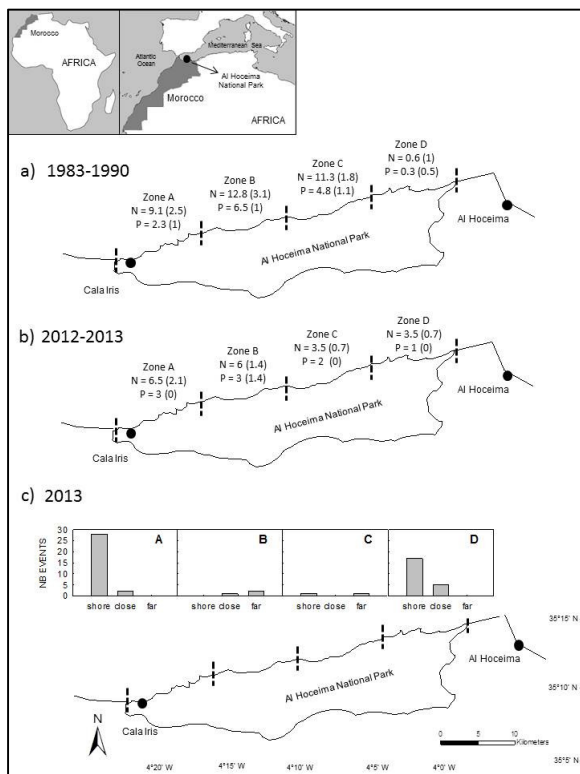 Morocco
AFRICA
Atlantic
Ocean
Mediterranean Sea
Al Hoceima
National Park
Morocco
AFRICA
a) 1983-1990
Zone A
N = 9.1 (2.5)
P = 2.3 (1)
Zone B
N = 12.8 (3.1)
P = 6.5 (1)
Zone C
N = 11.3 (1.8)
P = 4.8 (1.1)
Zone D
N = 0.6 (1)
P = 0.3 (0.5)
Al Hoceima National Park
Al Hoceima
Cala Iris
b) 2012-2013
Zone A
N = 6.5 (2.1)
P = 3 (0)
Zone B
N = 6 (1.4)
P = 3 (1.4)
Zone C
N = 3.5 (0.7)
P = 2 (0)
Zone D
N = 3.5 (0.7)
P = 1 (0)
Al Hoceima National Park
Al Hoceima
Cala Iris
c) 2013
NB EVENTS
30
25
20
15
10
5
0
A
B
C
D
shore close far
shore close far
shore close far
shore close far
35°15' N
Al Hoceima
Al Hoceima National Park
35°10' N
N
Cala Iris
0 5 10
Kilometers
35°5' N
4°20' W 4°15' W 4°10' W 4°5' W 4°0' W